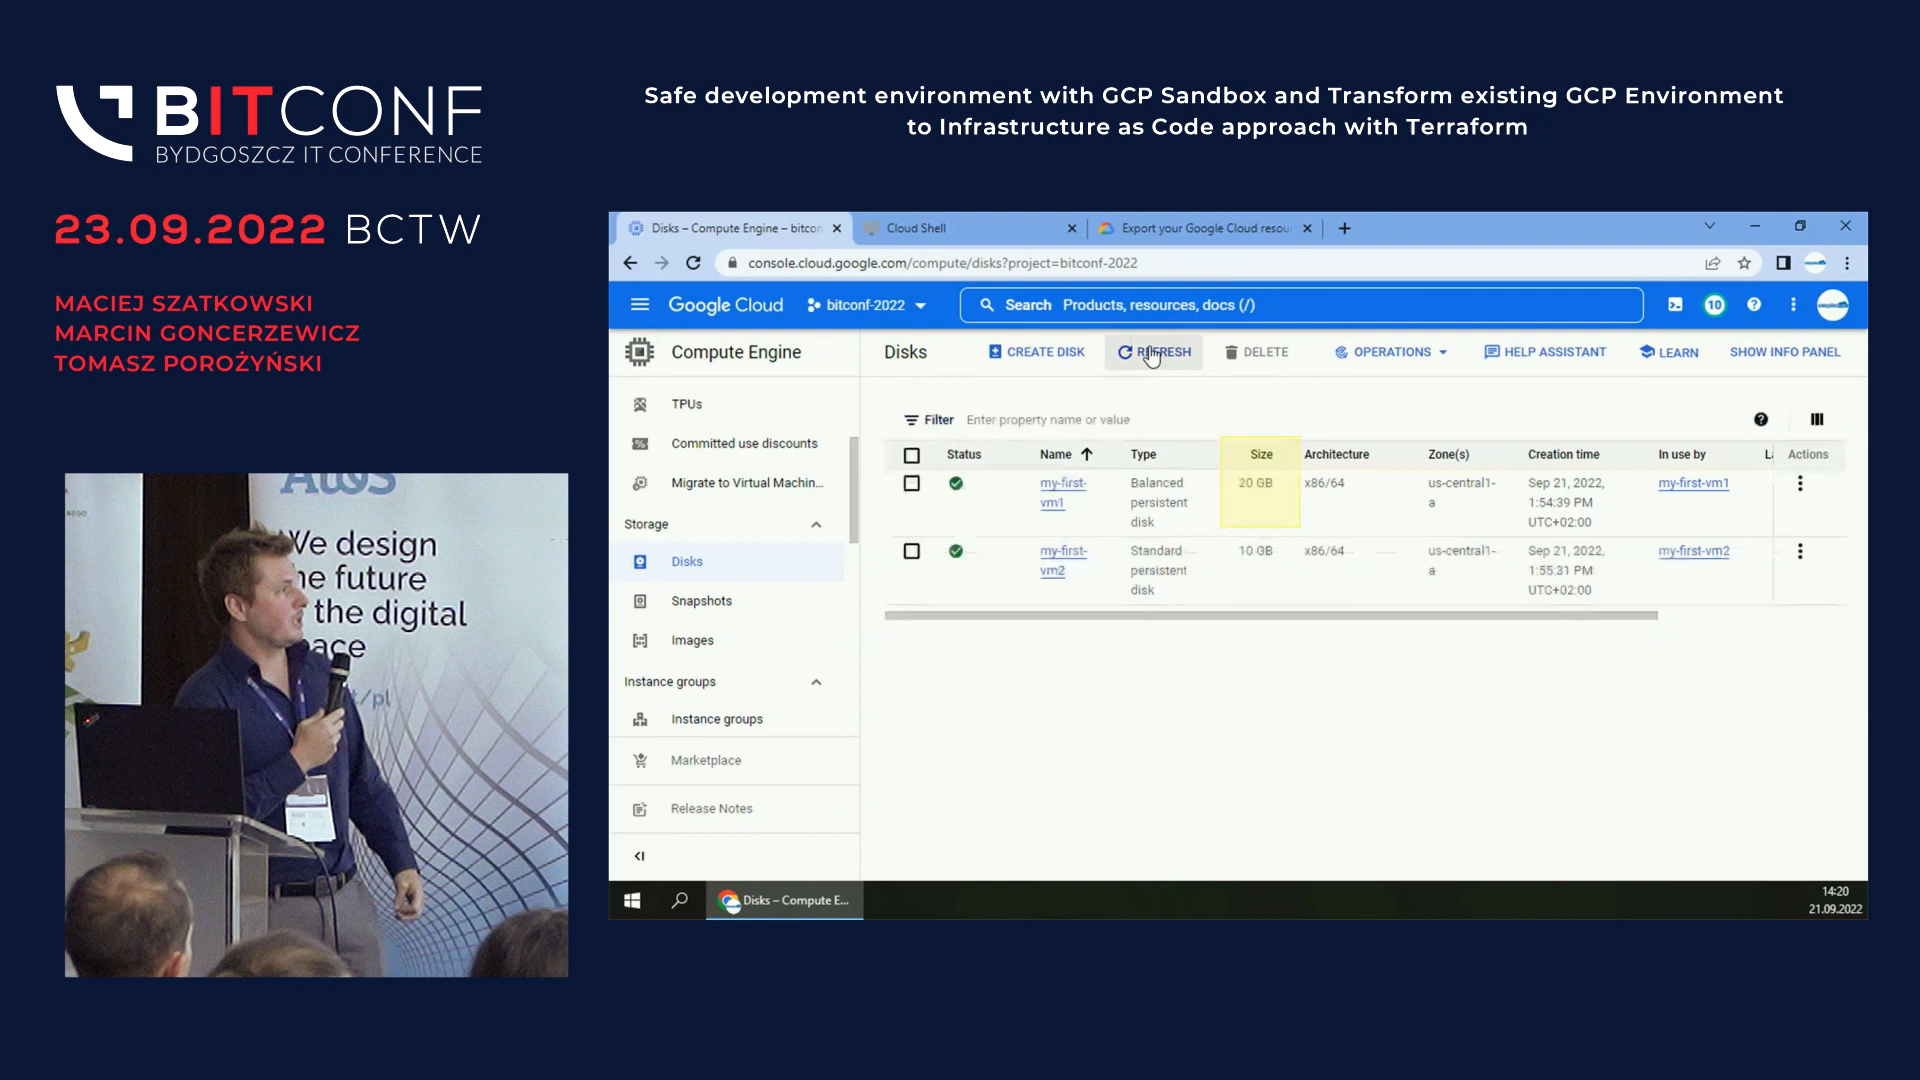 BITCONF
BYDGOSZCZ IT CONFERENCE
23.09.2022 BCTW
MACIEJ SZATKOWSKI
MARCIN GONCERZEWICZ
TOMASZ POROŻYŃSKI
Safe development environment with GCP Sandbox and Transform existing GCP Environment
to Infrastructure as Code approach with Terraform
We design
the future
the digital
t/pl
Disks – Compute Engine – bitcon
Cloud Shell
Export your Google Cloud resour
console.cloud.google.com/compute/disks?project=bitconf-2022
Google Cloud
bitconf-2022
Search Products, resources, docs (/)
10
Compute Engine
Disks
CREATE DISK
REFRESH
DELETE
OPERATIONS
HELP ASSISTANT
LEARN
SHOW INFO PANEL
TPUs
Committed use discounts
Migrate to Virtual Machin...
Storage
Disks
Snapshots
Images
Instance groups
Instance groups
Marketplace
Release Notes
Filter Enter property name or value
Status Name Type Size Architecture Zone(s) Creation time In use by La Actions
my-first- Balanced 20 GB x86/64 us-central1- Sep 21, 2022, my-first-vm1
vm1 persistent a 1:54:39 PM
disk UTC+02:00
my-first- Standard 10 GB x86/64 us-central1- Sep 21, 2022, my-first-vm2
vm2 persistent a 1:55:31 PM
disk UTC+02:00
Disks – Compute E...
14:20
21.09.2022